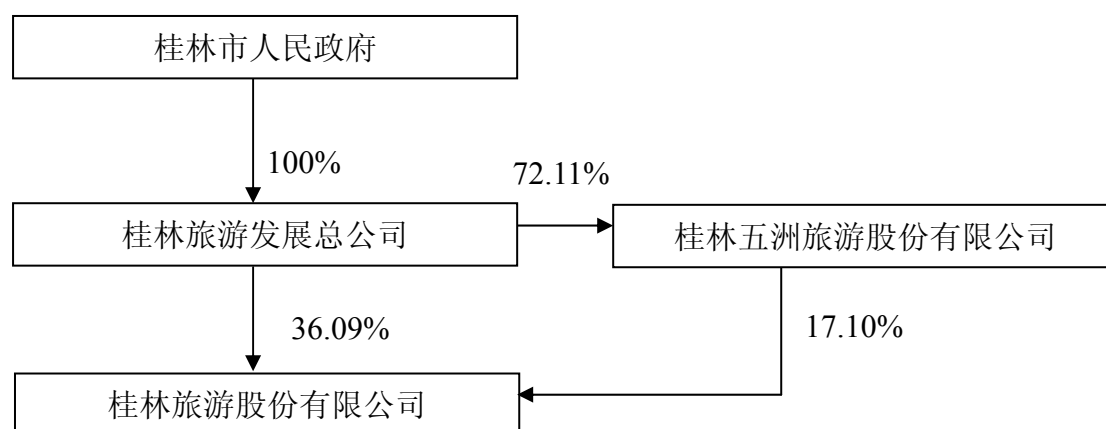 桂林市人民政府
100%
72.11%
桂林旅游发展总公司
桂林五洲旅游股份有限公司
36.09%
17.10%
桂林旅游股份有限公司